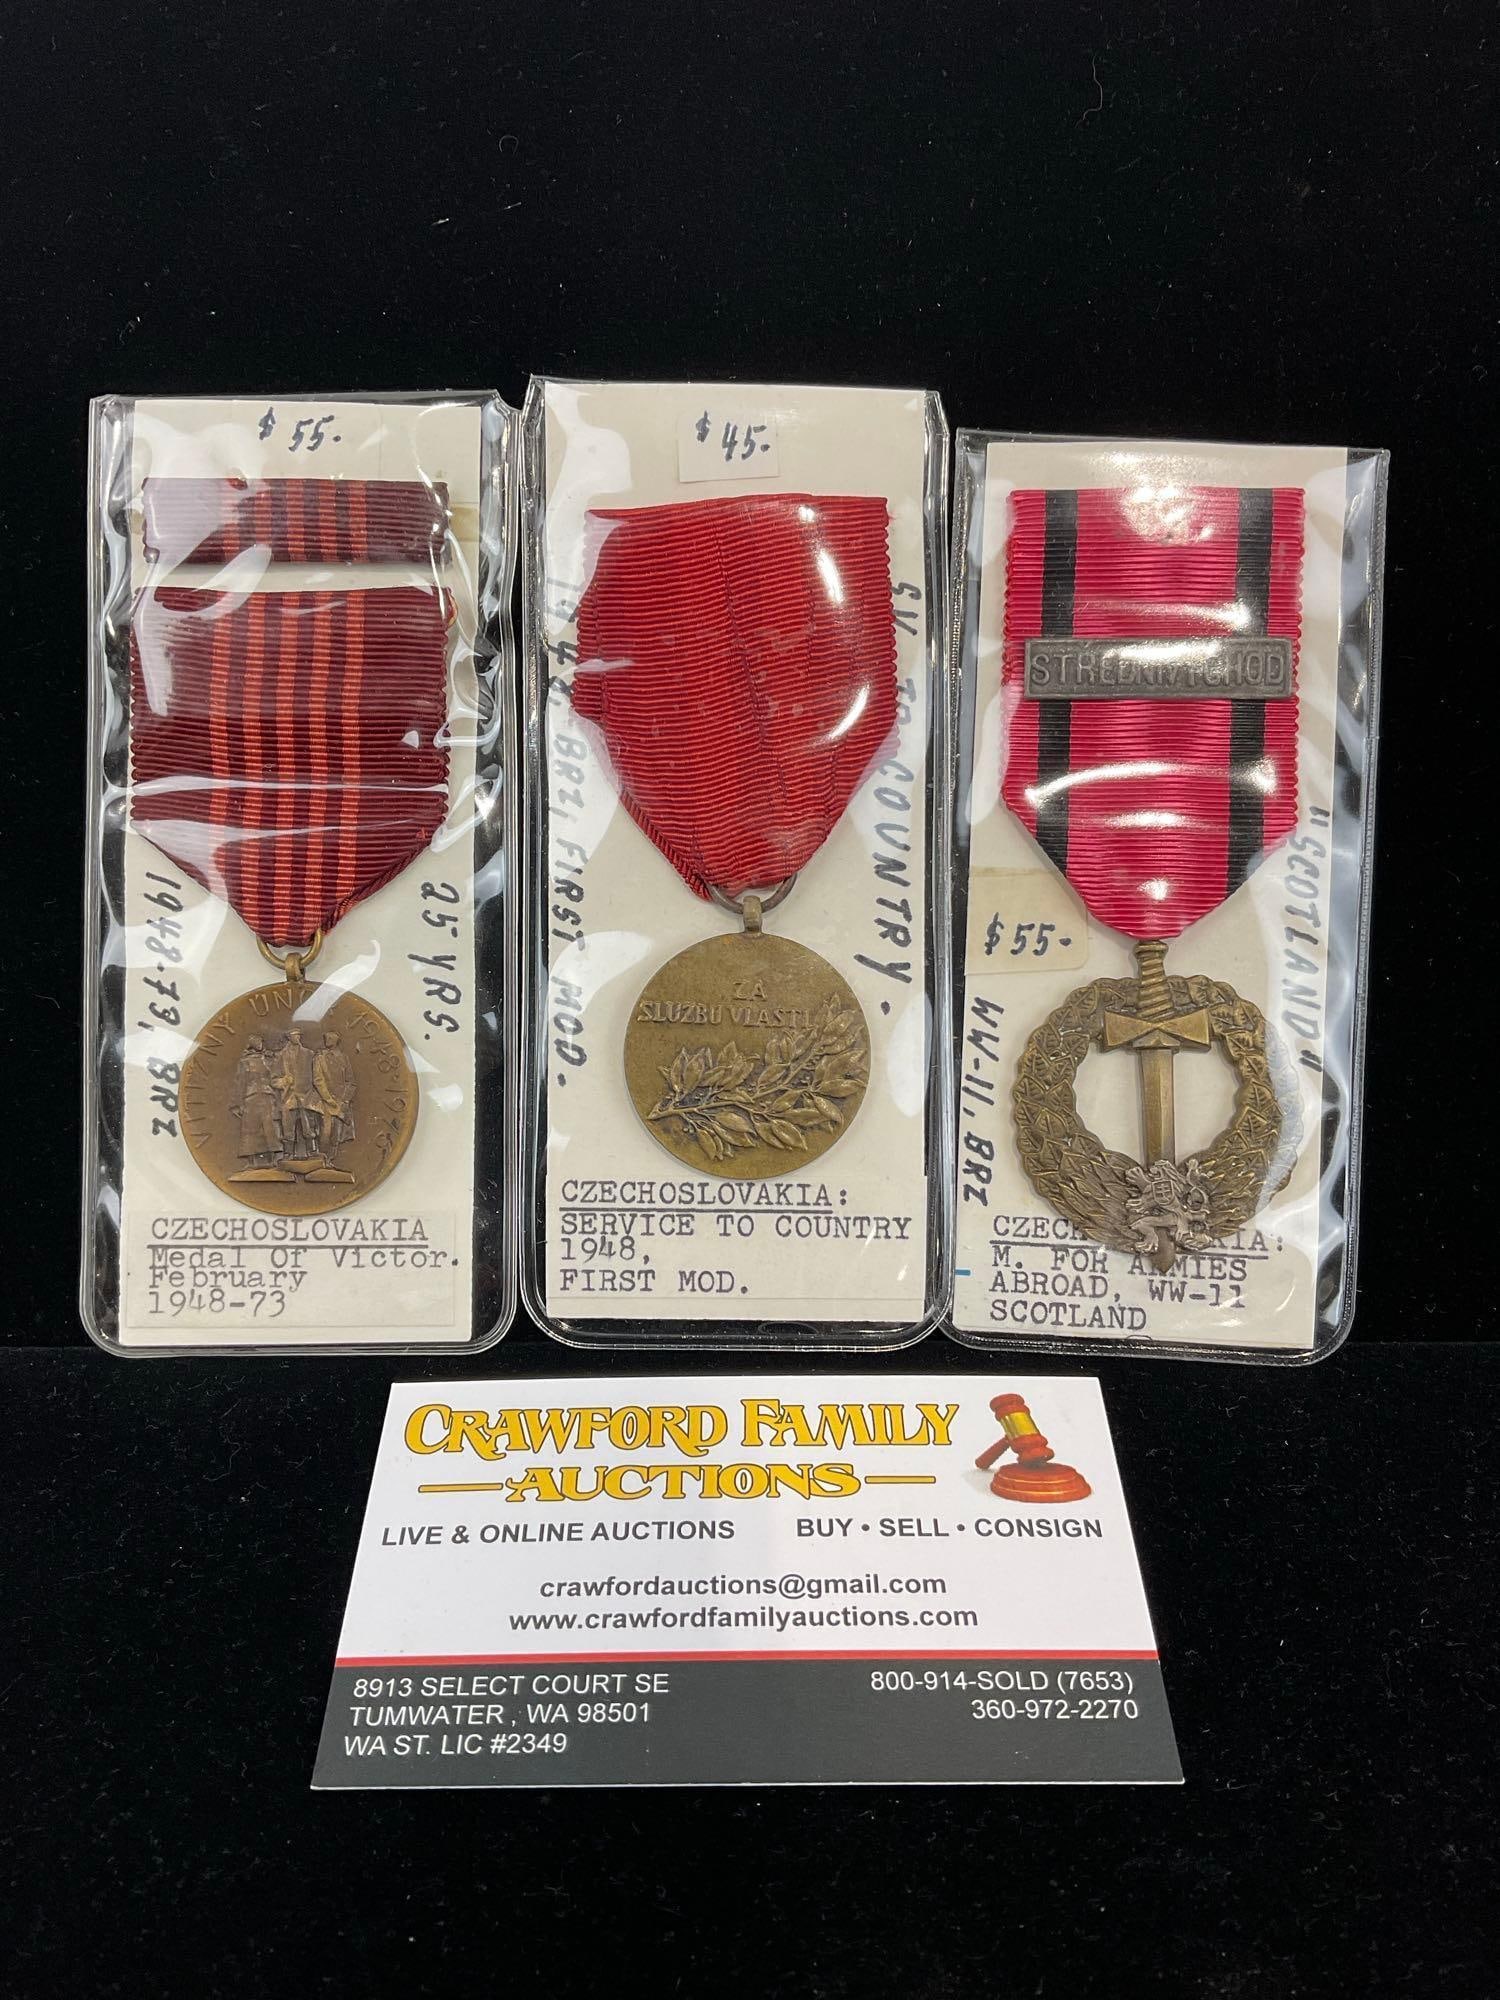 $ 55.
25 YRS.
1948-73, BRZ
VÍTĚZNÝ ÚNOR 1948·1973
CZECHOSLOVAKIA
Medal Of Victor.
February
1948-73
$ 45.
SV TO COUNTRY.
1948 BRZ, FIRST MOD.
ZA
SLUŽBU VLASTI
CZECHOSLOVAKIA:
SERVICE TO COUNTRY
1948,
FIRST MOD.
STŘEDNÍVÝCHOD
"SCOTLAND"
$ 55-
WW-11, BRZ
M. FOR ARMIES
ABROAD, WW-11
SCOTLAND
CRAWFORD FAMILY
AUCTIONS
LIVE & ONLINE AUCTIONS BUY • SELL • CONSIGN
crawfordauctions@gmail.com
www.crawfordfamilyauctions.com
8913 SELECT COURT SE
TUMWATER , WA 98501
WA ST. LIC #2349
800-914-SOLD (7653)
360-972-2270